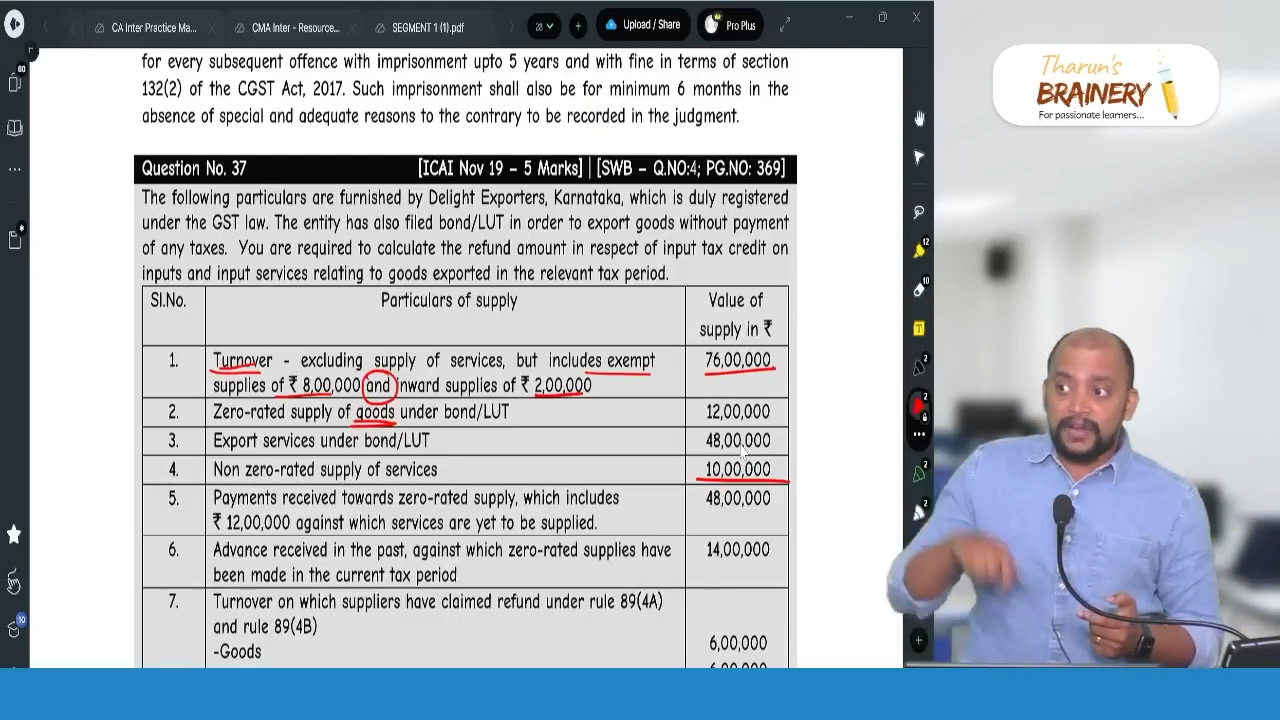 CA Inter Practice Ma...
CMA Inter - Resource...
SEGMENT 1 (1).pdf
28
Upload / Share
Pro Plus
80
for every subsequent offence with imprisonment upto 5 years and with fine in terms of section
132(2) of the CGST Act, 2017. Such imprisonment shall also be for minimum 6 months in the
absence of special and adequate reasons to the contrary to be recorded in the judgment.
Question No. 37 [ICAI Nov 19 – 5 Marks] | [SWB – Q.NO:4; PG.NO: 369]
The following particulars are furnished by Delight Exporters, Karnataka, which is duly registered
under the GST law. The entity has also filed bond/LUT in order to export goods without payment
of any taxes. You are required to calculate the refund amount in respect of input tax credit on
inputs and input services relating to goods exported in the relevant tax period.
Sl.No. Particulars of supply Value of
supply in ₹
1. Turnover - excluding supply of services, but includes exempt 76,00,000
supplies of ₹ 8,00,000 and inward supplies of ₹ 2,00,000
2. Zero-rated supply of goods under bond/LUT 12,00,000
3. Export services under bond/LUT 48,00,000
4. Non zero-rated supply of services 10,00,000
5. Payments received towards zero-rated supply, which includes 48,00,000
₹ 12,00,000 against which services are yet to be supplied.
6. Advance received in the past, against which zero-rated supplies have 14,00,000
been made in the current tax period
7. Turnover on which suppliers have claimed refund under rule 89(4A)
and rule 89(4B)
-Goods 6,00,000
Tharun's
BRAINERY
For passionate learners...
12
10
T
2
2
2
2
10